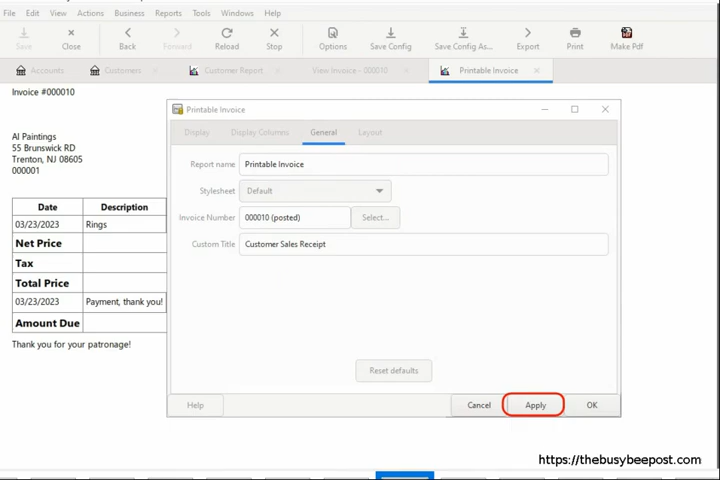 File Edit View Actions Business Reports Tools Windows Help
Save Close Back Forward Reload Stop Options Save Config Save Config As... Export Print Make Pdf
Accounts Customers Customer Report View Invoice - 000010 Printable Invoice
Invoice #000010
Printable Invoice
Display Display Columns General Layout
Al Paintings
55 Brunswick RD
Trenton, NJ 08605
000001
Report name Printable Invoice
Stylesheet Default
Invoice Number 000010 (posted) Select...
Custom Title Customer Sales Receipt
Date Description
03/23/2023 Rings
Net Price
Tax
Total Price
03/23/2023 Payment, thank you!
Amount Due
Thank you for your patronage!
Reset defaults
Help Cancel Apply OK
https://thebusybeepost.com